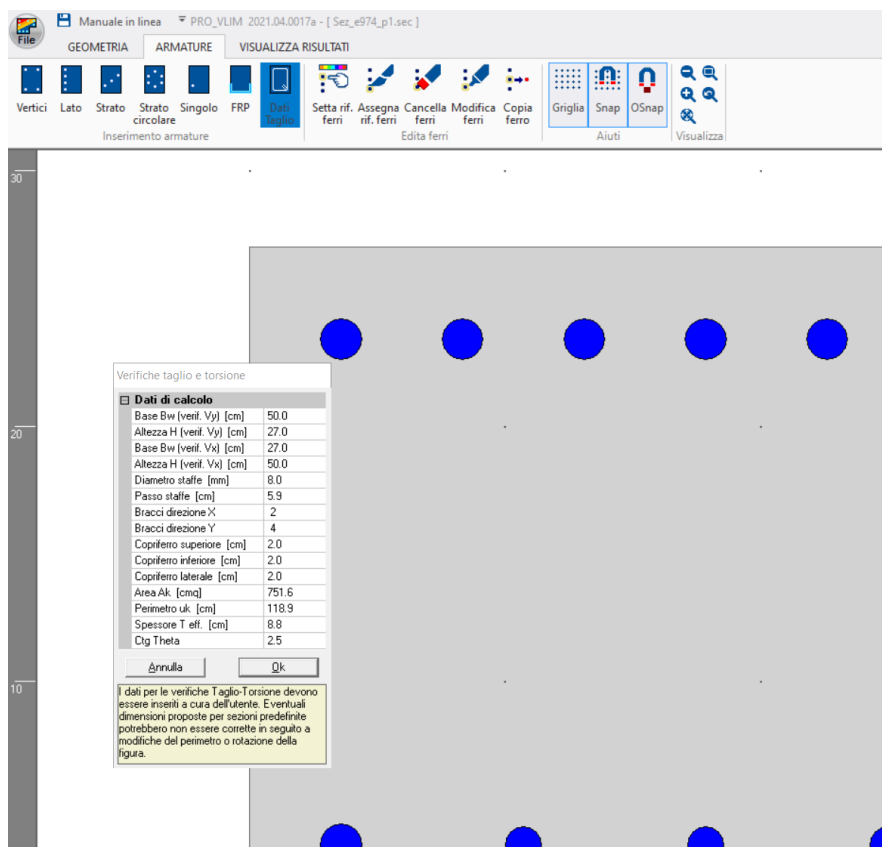 Manuale in linea PRO_VLIM 2021.04.0017a - [ Sez_e974_p1.sec ]
File
GEOMETRIA ARMATURE VISUALIZZA RISULTATI
Vertici Lato Strato Strato circolare Singolo FRP Dati Taglio Setta rif. ferri Assegna rif. ferri Cancella ferri Modifica ferri Copia ferro Griglia Snap OSnap
Inserimento armature Edita ferri Aiuti Visualizza
30
20
10
Verifiche taglio e torsione
Dati di calcolo
Base Bw (verif. Vy) [cm] 50.0
Altezza H (verif. Vy) [cm] 27.0
Base Bw (verif. Vx) [cm] 27.0
Altezza H (verif. Vx) [cm] 50.0
Diametro staffe [mm] 8.0
Passo staffe [cm] 5.9
Bracci direzione X 2
Bracci direzione Y 4
Copriferro superiore [cm] 2.0
Copriferro inferiore [cm] 2.0
Copriferro laterale [cm] 2.0
Area Ak [cmq] 751.6
Perimetro uk [cm] 118.9
Spessore T eff. [cm] 8.8
Ctg Theta 2.5
Annulla Ok
I dati per le verifiche Taglio-Torsione devono
essere inseriti a cura dell'utente. Eventuali
dimensioni proposte per sezioni predefinite
potrebbero non essere corrette in seguito a
modifiche del perimetro o rotazione della
figura.